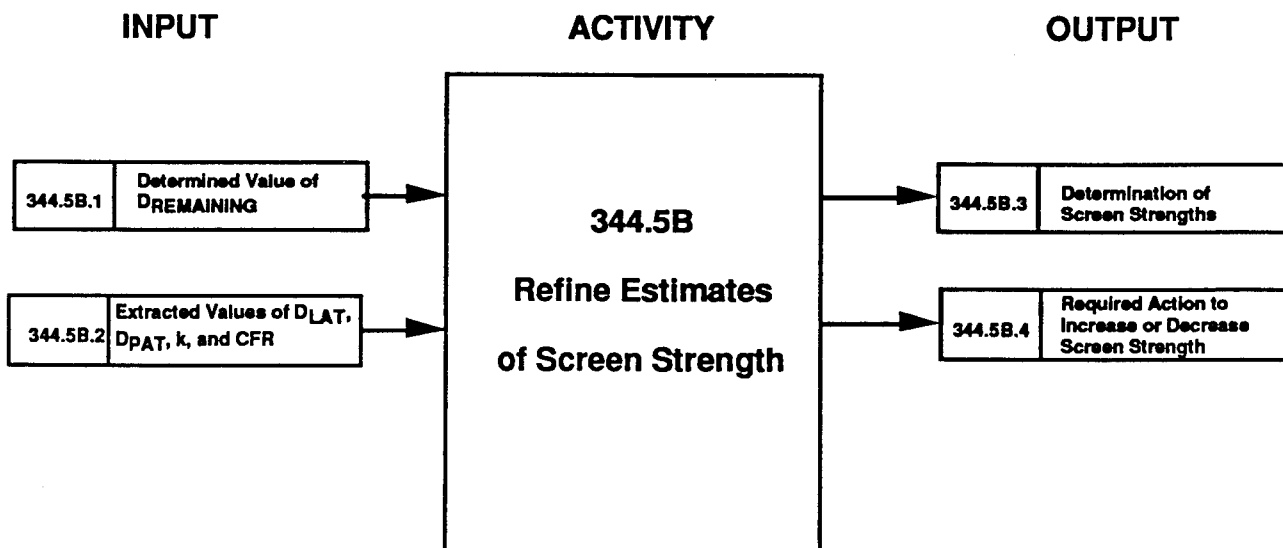 INPUT
ACTIVITY
OUTPUT
344.5B.1
Determined Value of
DREMAINING
344.5B.2
Extracted Values of DLAT,
DPAT, k, and CFR
344.5B
Refine Estimates
of Screen Strength
344.5B.3
Determination of
Screen Strengths
344.5B.4
Required Action to
Increase or Decrease
Screen Strength